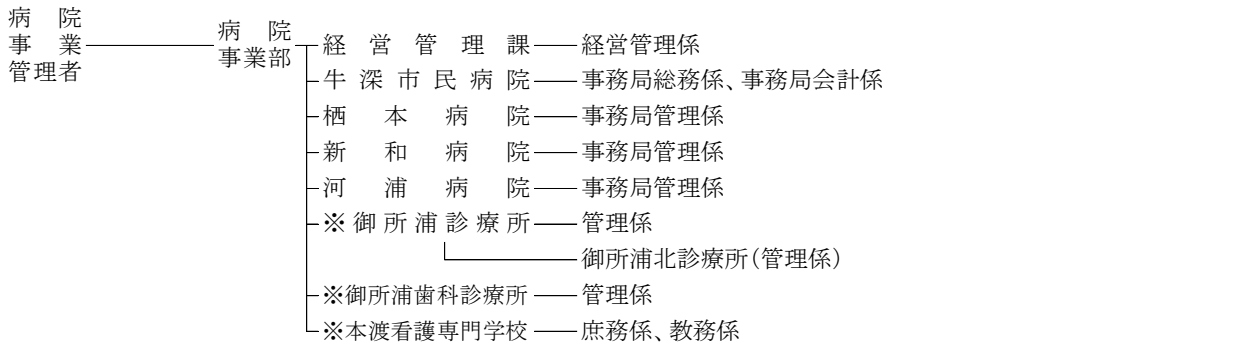 病院
事業
管理者
病院
事業部
経営管理課 経営管理係
牛深市民病院 事務局総務係、事務局会計係
栖本病院 事務局管理係
新和病院 事務局管理係
河浦病院 事務局管理係
※御所浦診療所 管理係
御所浦北診療所(管理係)
※御所浦歯科診療所 管理係
※本渡看護専門学校 庶務係、教務係